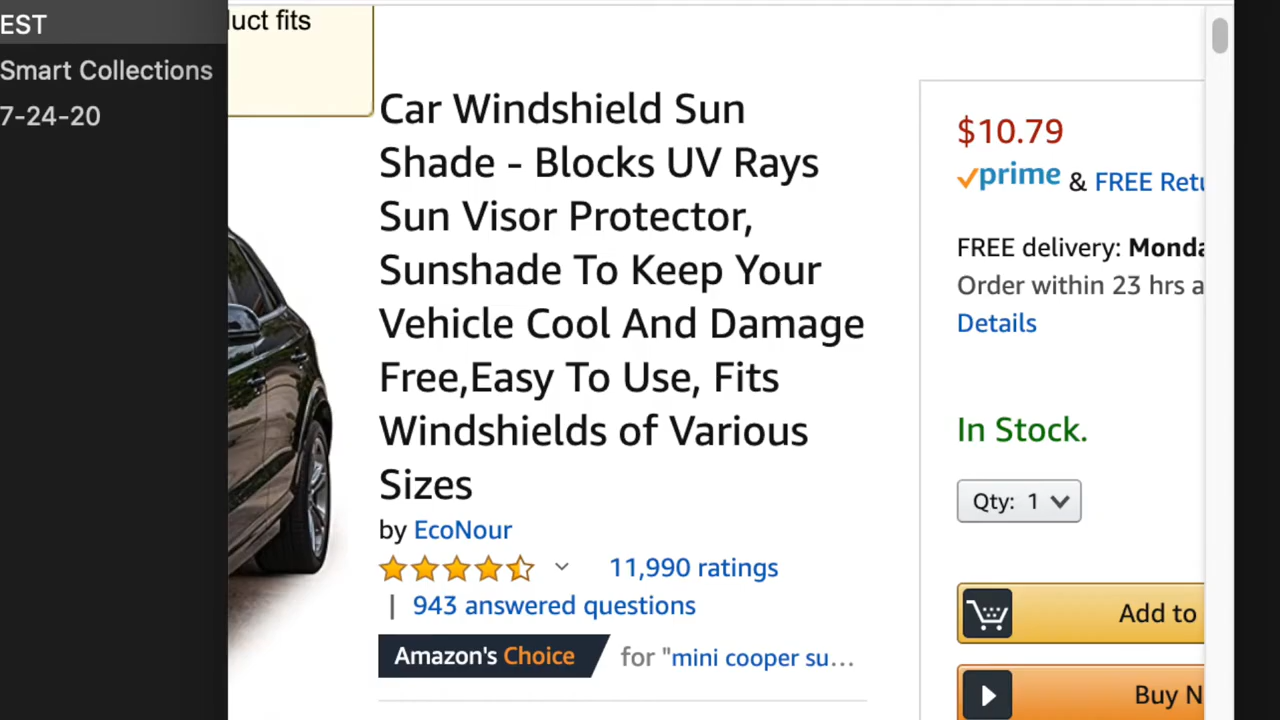 EST
Smart Collections
7-24-20
duct fits
Car Windshield Sun
Shade - Blocks UV Rays
Sun Visor Protector,
Sunshade To Keep Your
Vehicle Cool And Damage
Free,Easy To Use, Fits
Windshields of Various
Sizes
by EcoNour
11,990 ratings
| 943 answered questions
Amazon's Choice for "mini cooper su...
$10.79
prime & FREE Retu
FREE delivery: Monda
Order within 23 hrs a
Details
In Stock.
Qty: 1
Add to
Buy N